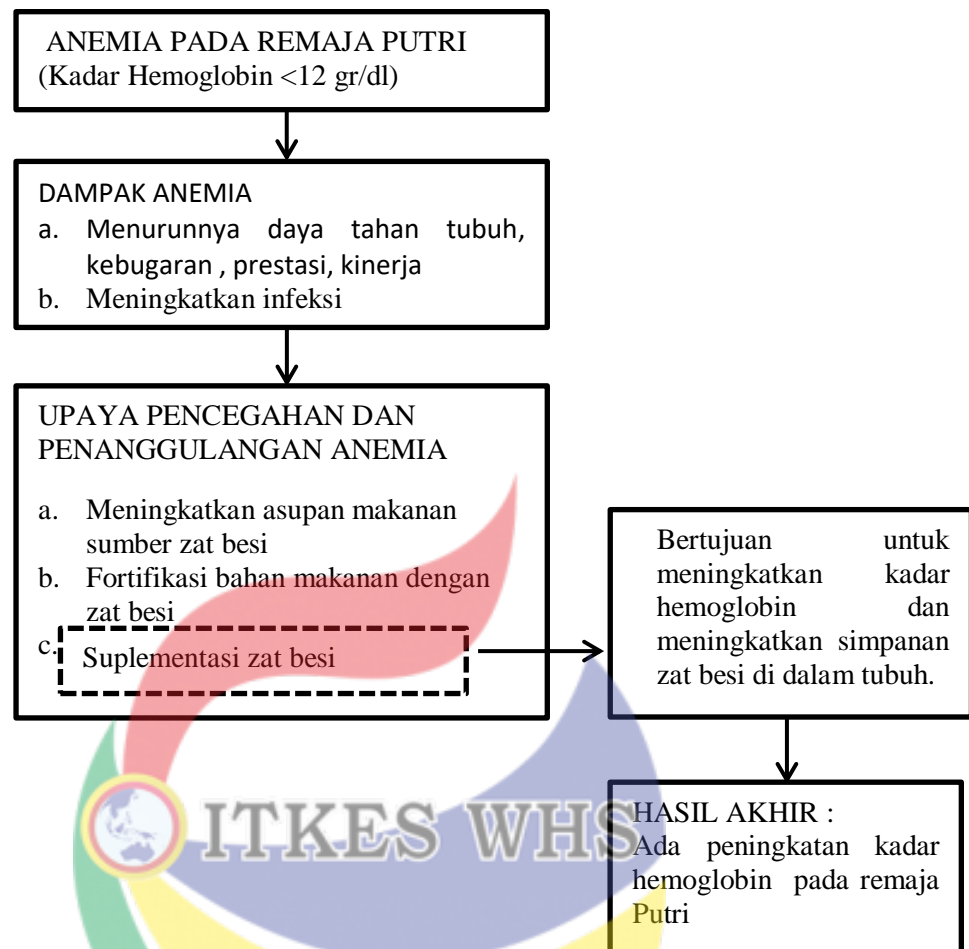 ANEMIA PADA REMAJA PUTRI
(Kadar Hemoglobin <12 gr/dl)
DAMPAK ANEMIA
a. Menurunnya daya tahan tubuh,
kebugaran , prestasi, kinerja
b. Meningkatkan infeksi
UPAYA PENCEGAHAN DAN
PENANGGULANGAN ANEMIA
a. Meningkatkan asupan makanan
sumber zat besi
b. Fortifikasi bahan makanan dengan
zat besi
c. Suplementasi zat besi
Bertujuan untuk
meningkatkan kadar
hemoglobin dan
meningkatkan simpanan
zat besi di dalam tubuh.
HASIL AKHIR :
Ada peningkatan kadar
hemoglobin pada remaja
Putri
ITKES WHS